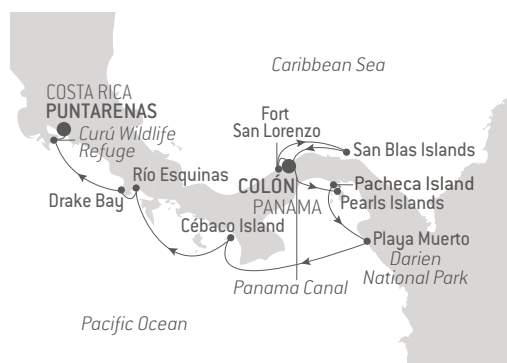 Caribbean Sea
COSTA RICA
PUNTARENAS
Curú Wildlife
Refuge
Fort
San Lorenzo
San Blas Islands
Río Esquinas
COLÓN
PANAMA
Pacheca Island
Pearls Islands
Drake Bay
Cébaco Island
Playa Muerto
Darien
National Park
Panama Canal
Pacific Ocean